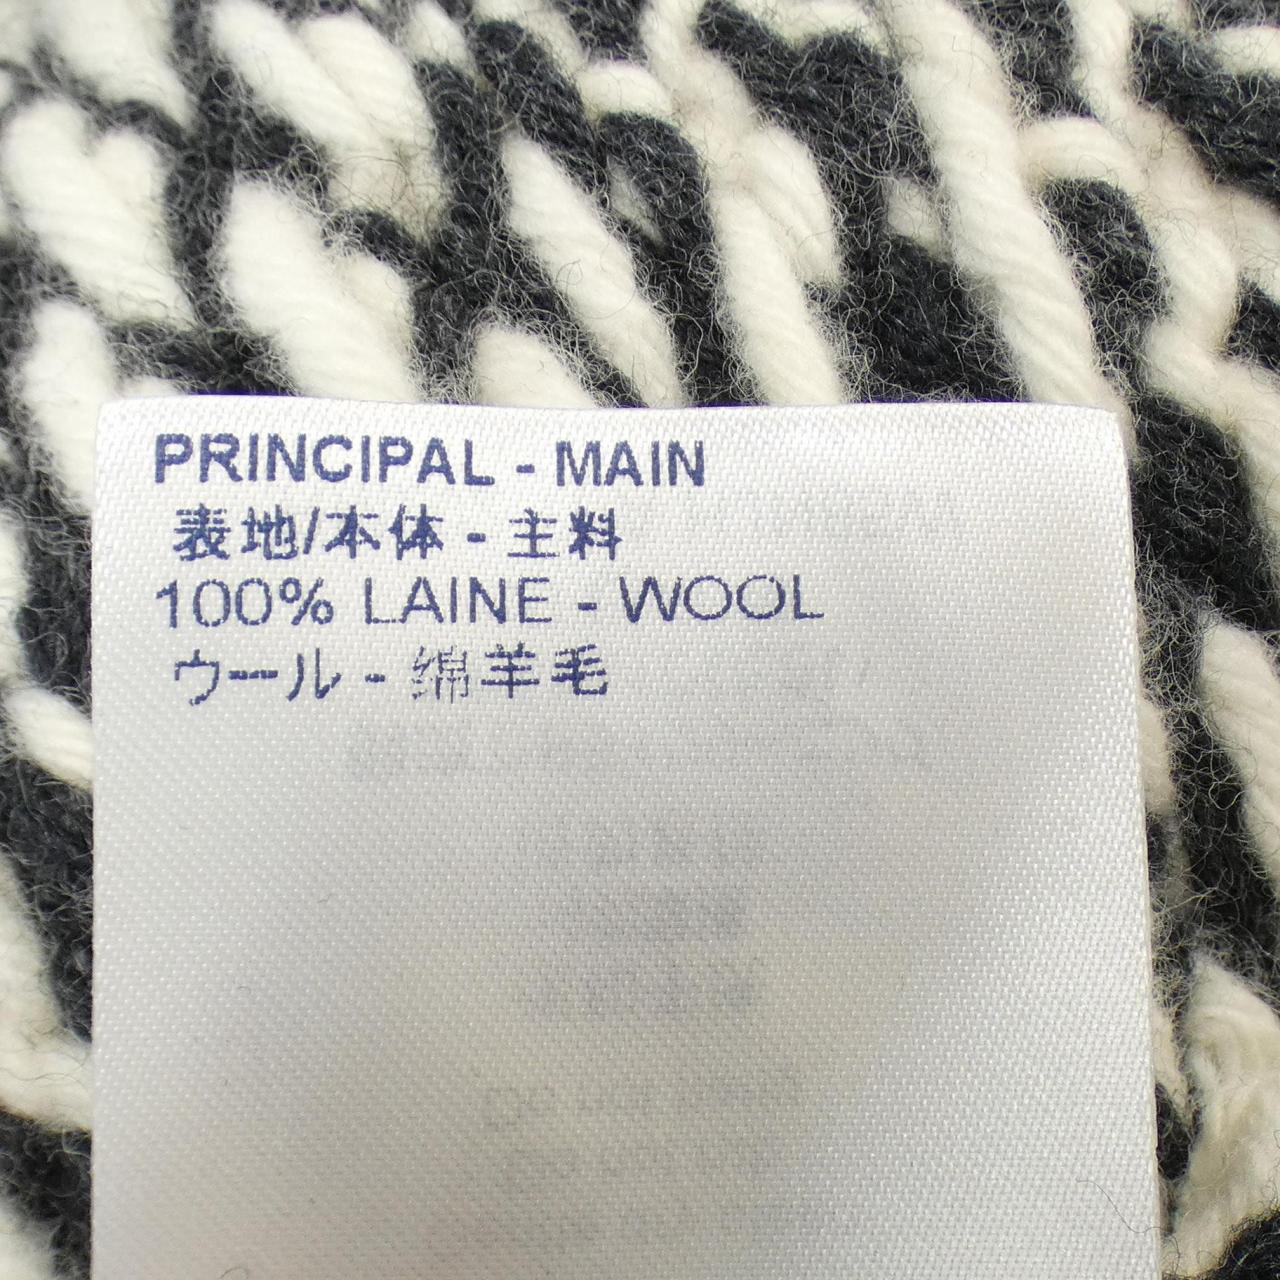 PRINCIPAL - MAIN
表地/本体 - 主料
100% LAINE - WOOL
ウール - 绵羊毛